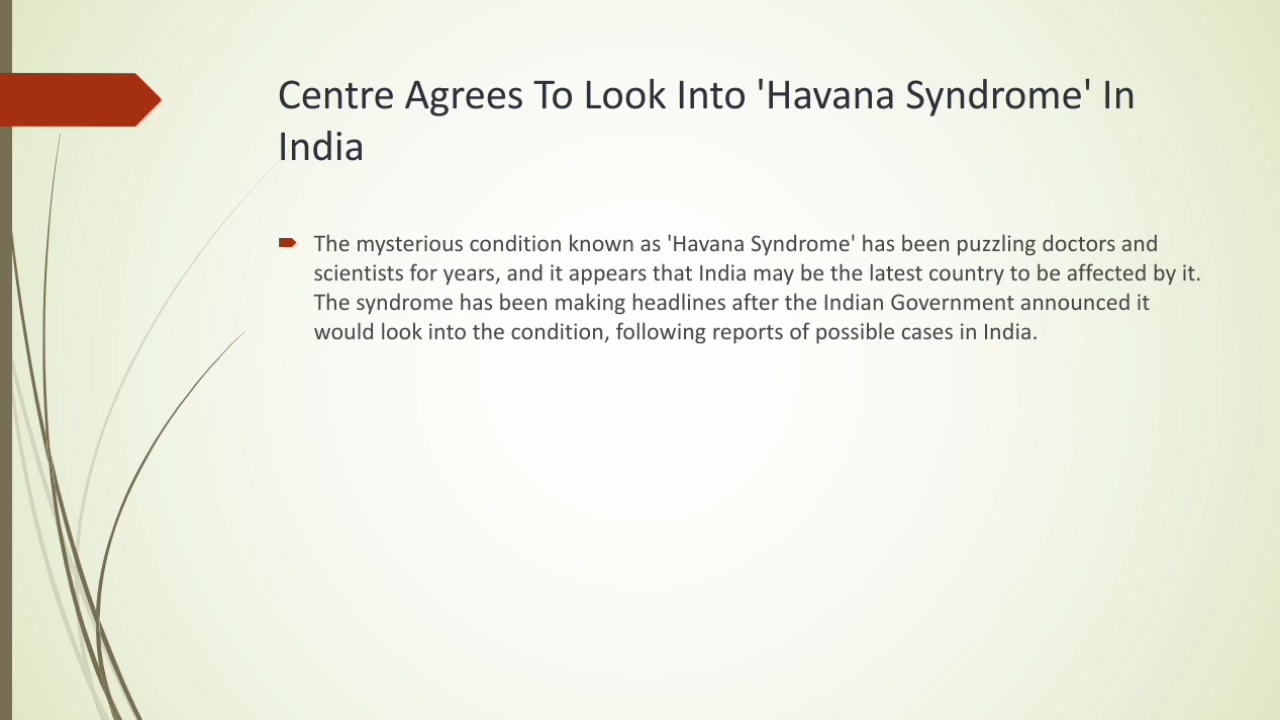 Centre Agrees To Look Into 'Havana Syndrome' In
India
The mysterious condition known as 'Havana Syndrome' has been puzzling doctors and
scientists for years, and it appears that India may be the latest country to be affected by it.
The syndrome has been making headlines after the Indian Government announced it
would look into the condition, following reports of possible cases in India.